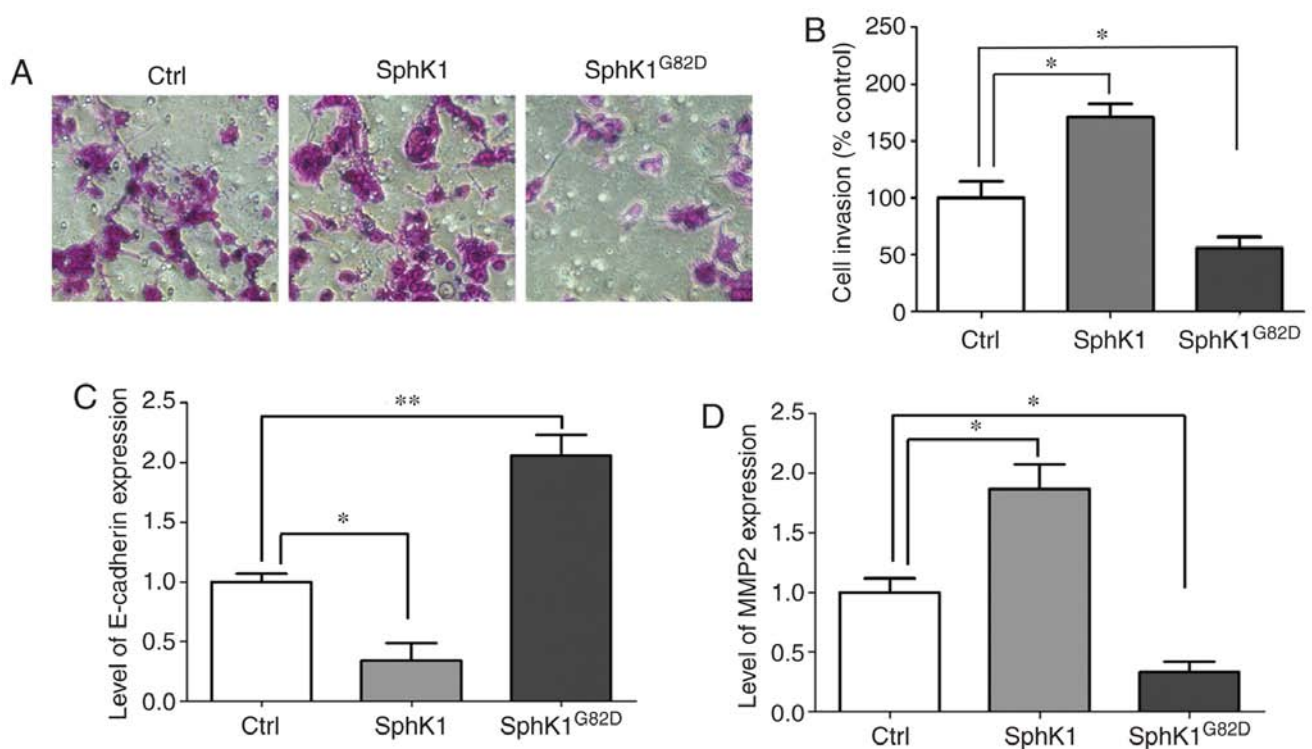 A
Ctrl
SphK1
SphK1G82D
B
Cell invasion (% control)
250
200
150
100
50
0
*
*
Ctrl
SphK1
SphK1G82D
C
Level of E-cadherin expression
2.5
2.0
1.5
1.0
0.5
0.0
**
*
Ctrl
SphK1
SphK1G82D
D
Level of MMP2 expression
2.5
2.0
1.5
1.0
0.5
0.0
*
*
Ctrl
SphK1
SphK1G82D